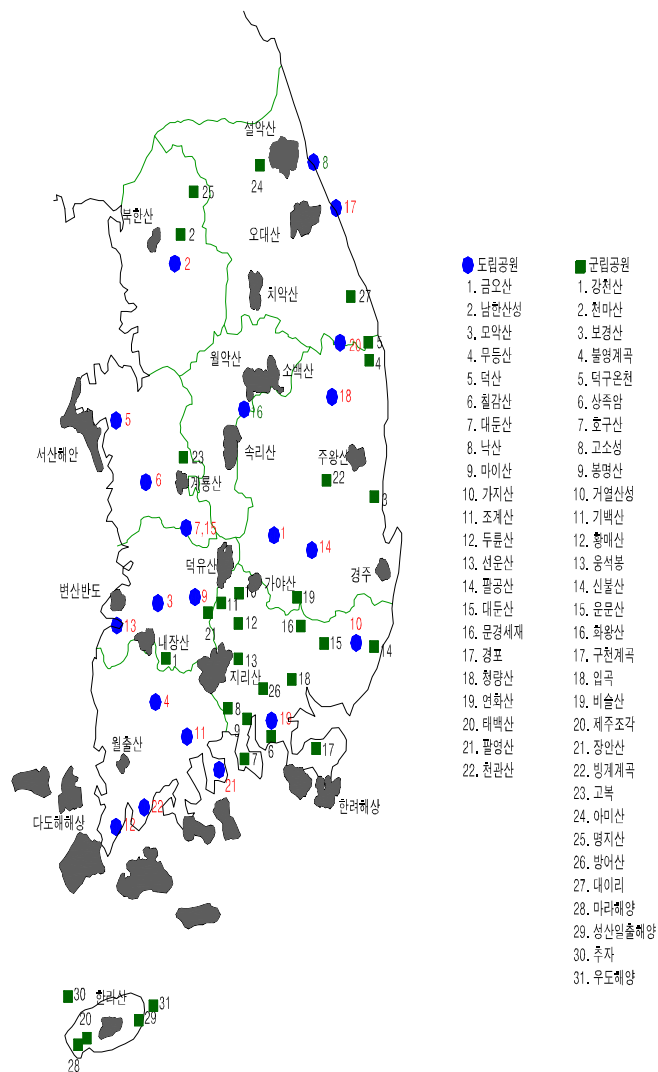 설악산
8
24
25
17
북한산
2
오대산
2
치악산
27
20
5
4
월악산
소백산
18
16
5
서산해안
속리산
23
주왕산
22
계룡산
6
3
7,15
1
14
덕유산
가야산
경주
변산반도
9
10
19
3
11
21
12
16
10
13
내장산
15
14
1
13
지리산
18
26
4
8
9
19
11
6
17
월출산
7
21
22
한려해상
다도해해상
12
30
한라산
31
20
29
28
도립공원
1. 금오산
2. 남한산성
3. 모악산
4. 무등산
5. 덕산
6. 칠갑산
7. 대둔산
8. 낙산
9. 마이산
10. 가지산
11. 조계산
12. 두륜산
13. 선운산
14. 팔공산
15. 대둔산
16. 문경세재
17. 경포
18. 청량산
19. 연화산
20. 태백산
21. 팔영산
22. 천관산
군립공원
1. 강천산
2. 천마산
3. 보경산
4. 불영계곡
5. 덕구온천
6. 상족암
7. 호구산
8. 고소성
9. 봉명산
10. 거열산성
11. 기백산
12. 황매산
13. 웅석봉
14. 신불산
15. 운문산
16. 화왕산
17. 구천계곡
18. 입곡
19. 비슬산
20. 제주조각
21. 장안산
22. 빙계계곡
23. 고복
24. 아미산
25. 명지산
26. 방어산
27. 대이리
28. 마라해양
29. 성산일출해양
30. 추자
31. 우도해양